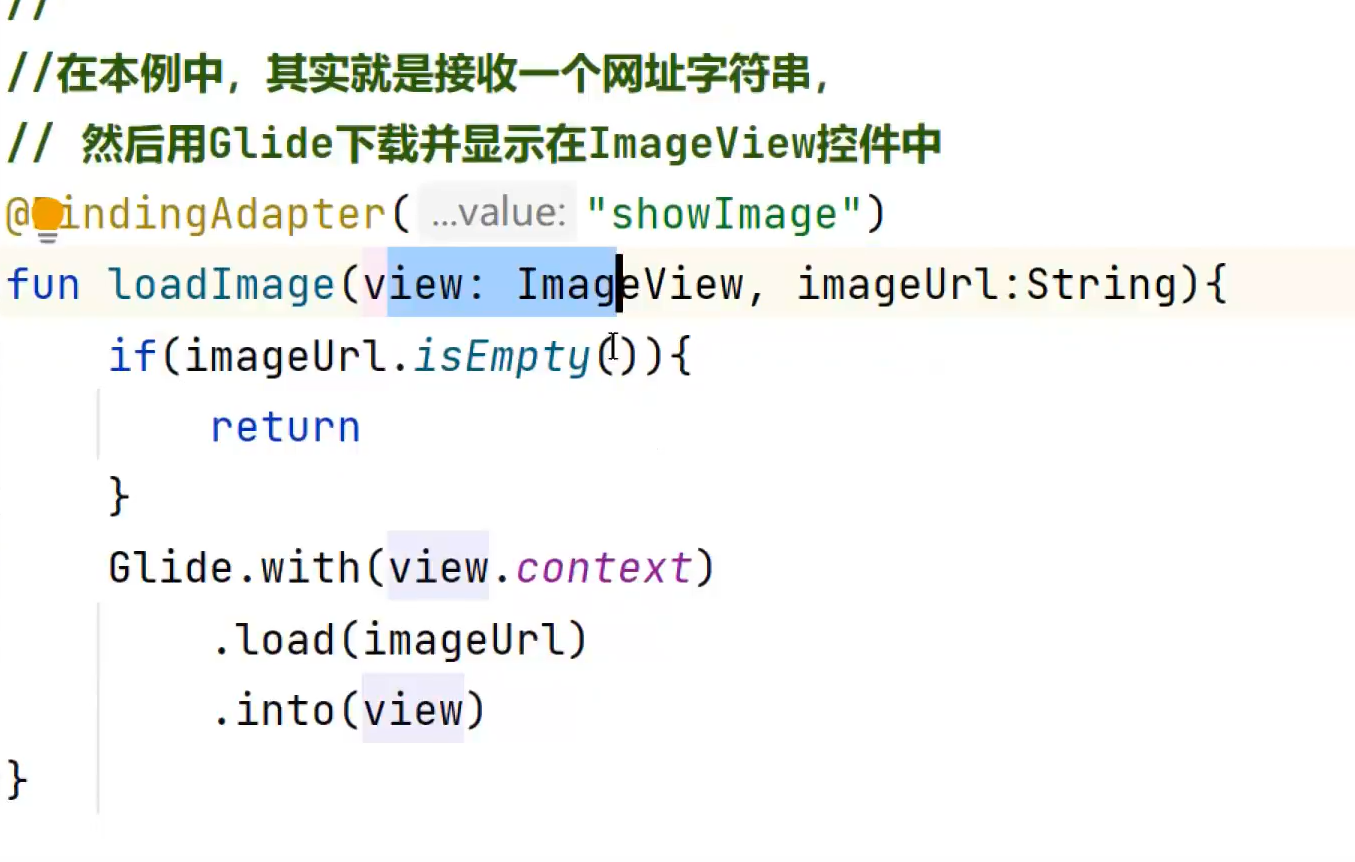 //
//在本例中，其实就是接收一个网址字符串，
// 然后用Glide下载并显示在ImageView控件中
@BindingAdapter( ...value: "showImage")
fun loadImage(view: ImageView, imageUrl:String){
if(imageUrl.isEmpty()){
return
}
Glide.with(view.context)
.load(imageUrl)
.into(view)
}